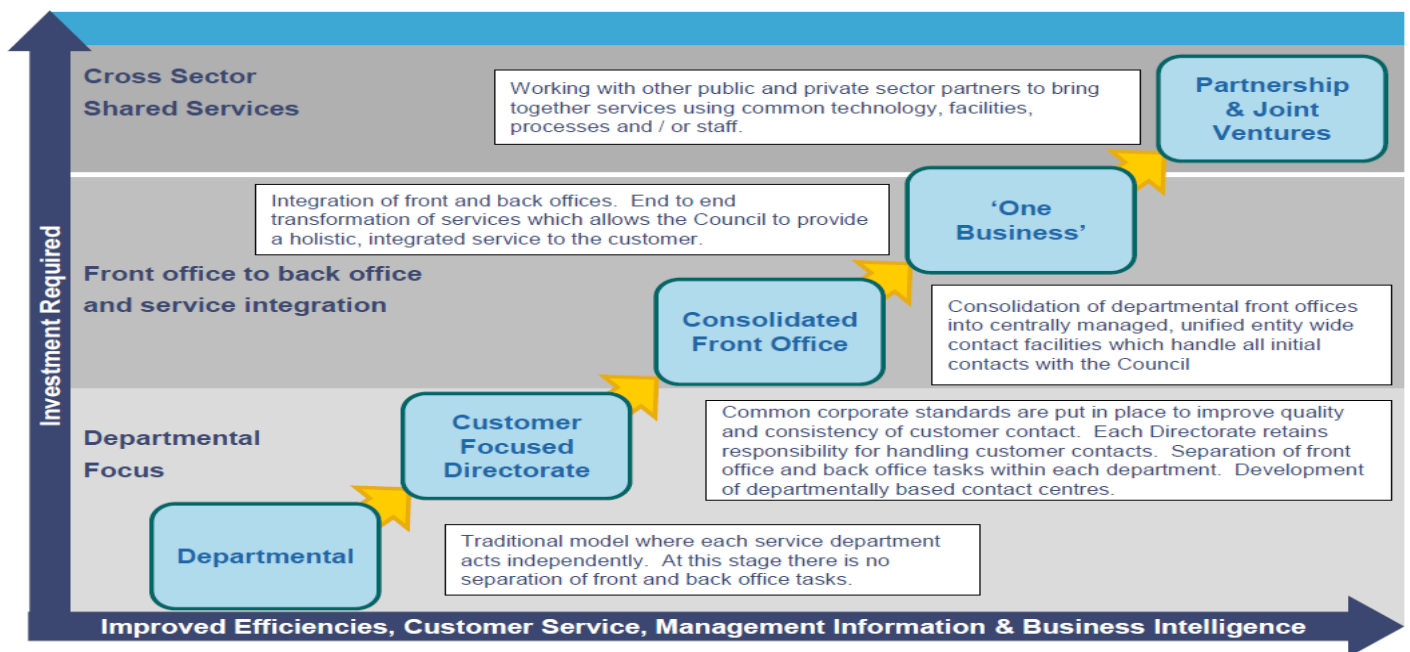 Cross Sector
Shared Services
Working with other public and private sector partners to bring
together services using common technology, facilities,
processes and / or staff.
Partnership
& Joint
Ventures
Integration of front and back offices.  End to end
transformation of services which allows the Council to provide
a holistic, integrated service to the customer.
‘One
Business’
Front office to back office
and service integration
Consolidated
Front Office
Consolidation of departmental front offices
into centrally managed, unified entity wide
contact facilities which handle all initial
contacts with the Council
Departmental
Focus
Customer
Focused
Directorate
Common corporate standards are put in place to improve quality
and consistency of customer contact.  Each Directorate retains
responsibility for handling customer contacts.  Separation of front
office and back office tasks within each department.  Development
of departmentally based contact centres.
Departmental
Traditional model where each service department
acts independently.  At this stage there is no
separation of front and back office tasks.
Investment Required
Improved Efficiencies, Customer Service, Management Information & Business Intelligence